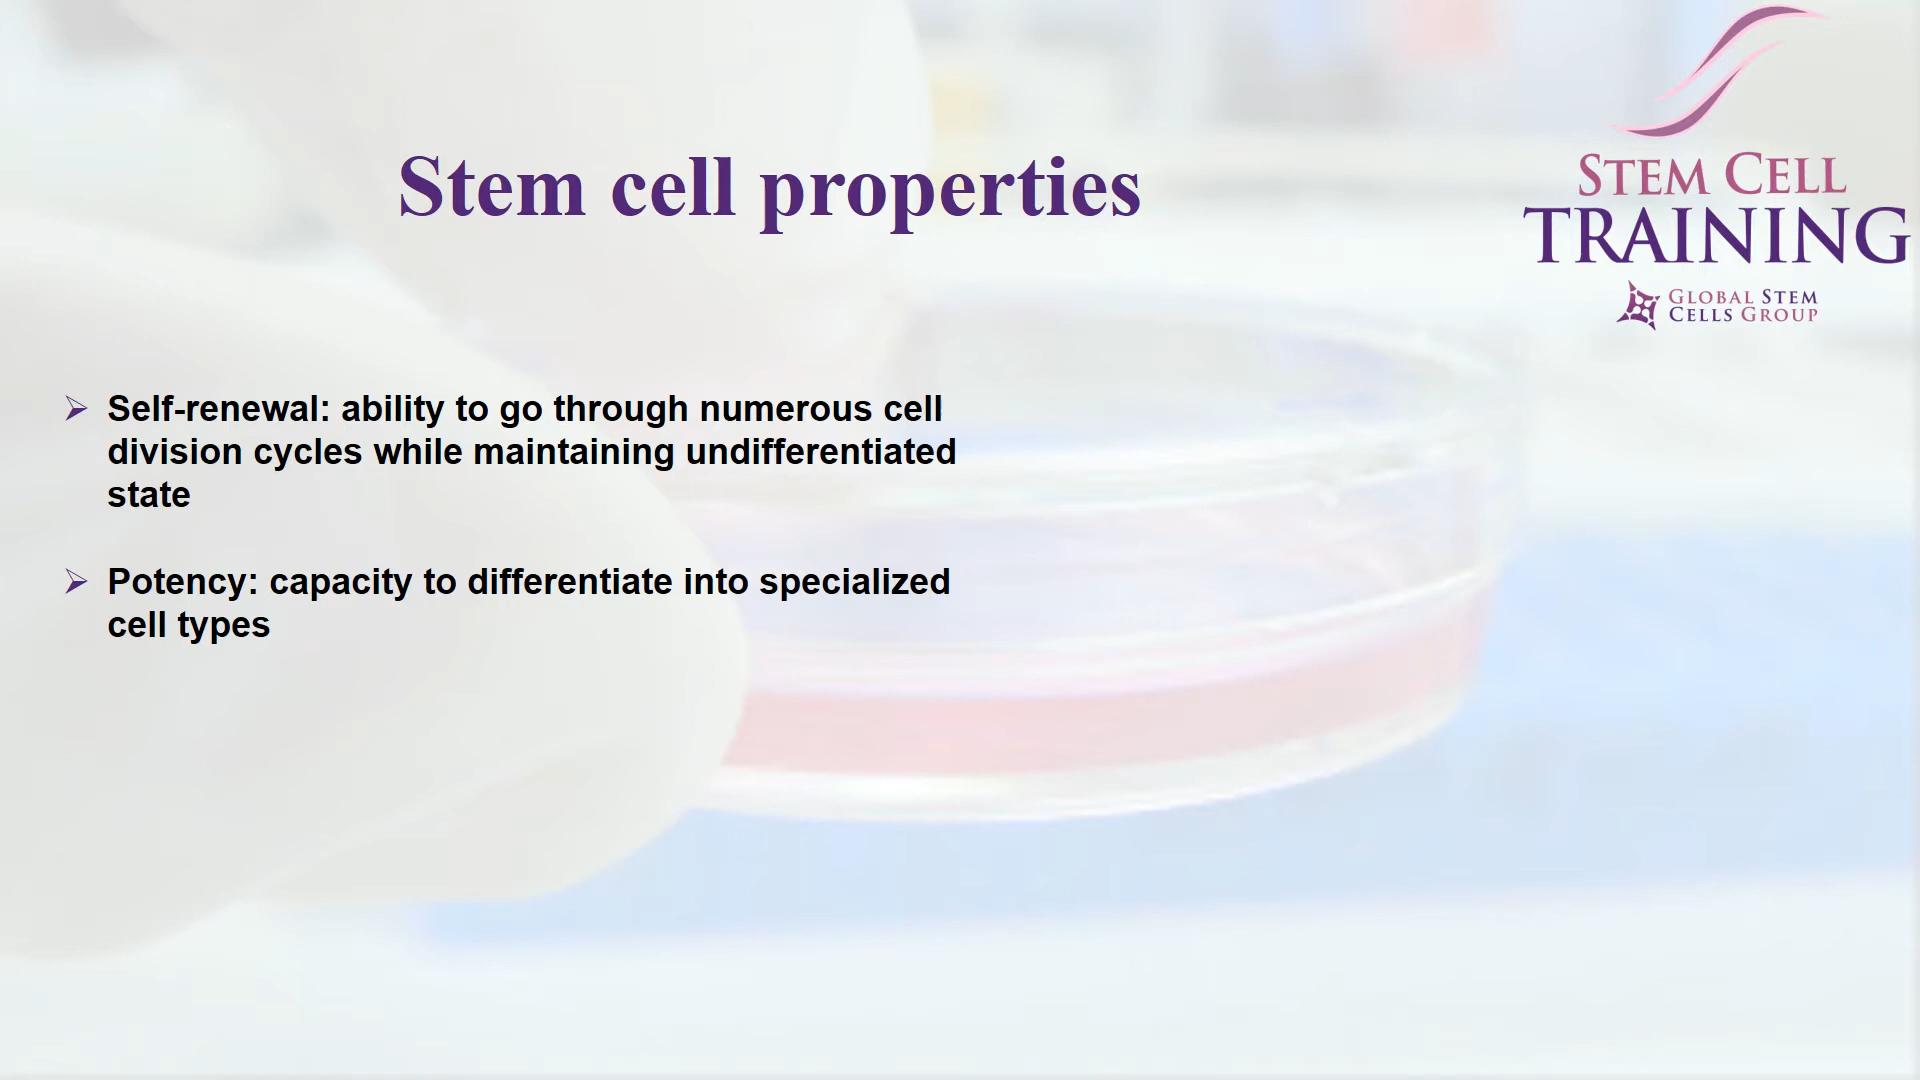 Stem cell properties
STEM CELL
TRAINING
GLOBAL STEM
CELLS GROUP
➢ Self-renewal: ability to go through numerous cell
division cycles while maintaining undifferentiated
state
➢ Potency: capacity to differentiate into specialized
cell types